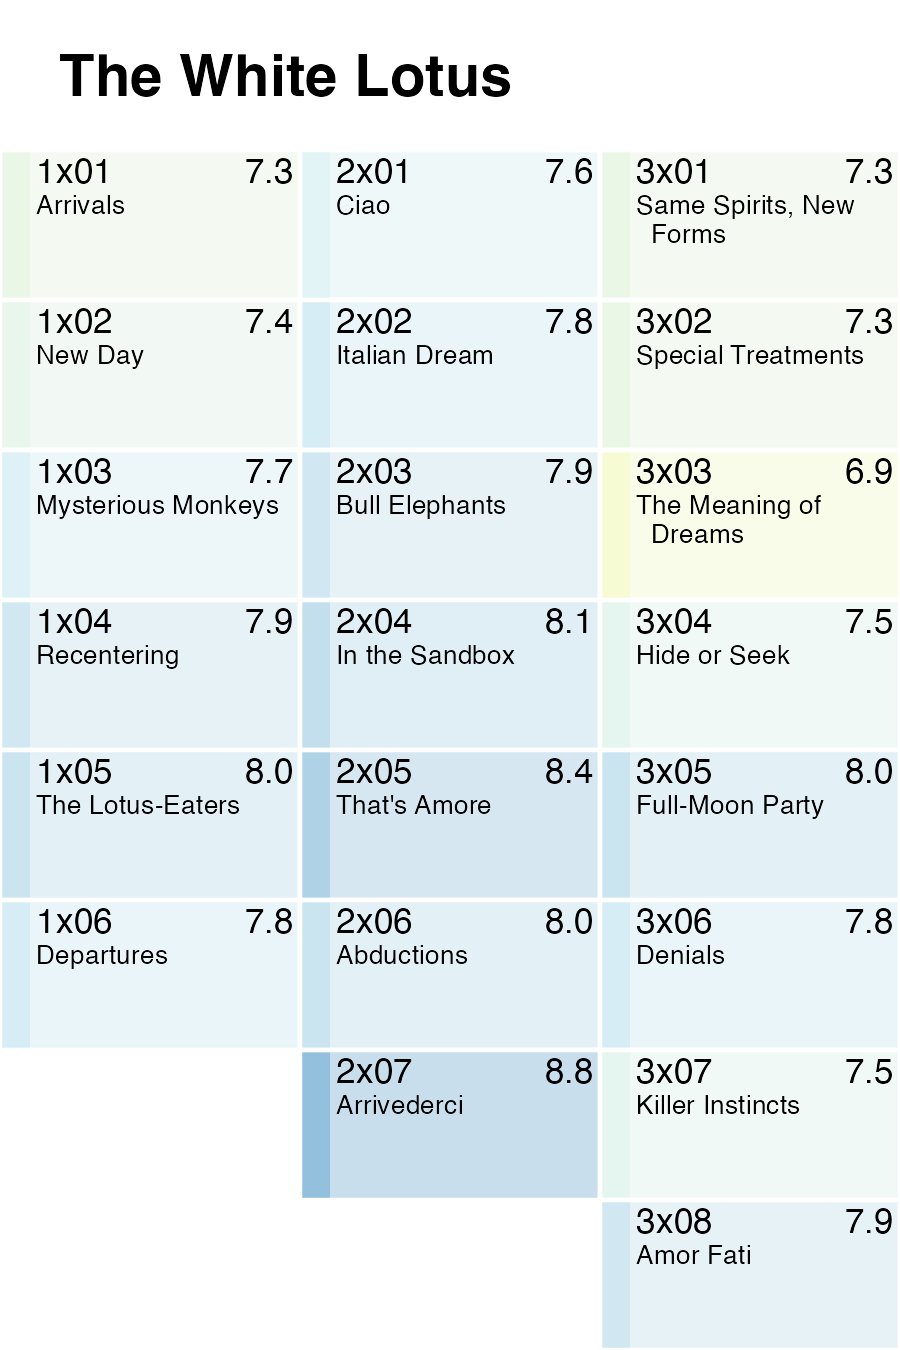 The White Lotus
1x01 7.3
Arrivals
1x02 7.4
New Day
1x03 7.7
Mysterious Monkeys
1x04 7.9
Recentering
1x05 8.0
The Lotus-Eaters
1x06 7.8
Departures
2x01 7.6
Ciao
2x02 7.8
Italian Dream
2x03 7.9
Bull Elephants
2x04 8.1
In the Sandbox
2x05 8.4
That's Amore
2x06 8.0
Abductions
2x07 8.8
Arrivederci
3x01 7.3
Same Spirits, New
Forms
3x02 7.3
Special Treatments
3x03 6.9
The Meaning of
Dreams
3x04 7.5
Hide or Seek
3x05 8.0
Full-Moon Party
3x06 7.8
Denials
3x07 7.5
Killer Instincts
3x08 7.9
Amor Fati